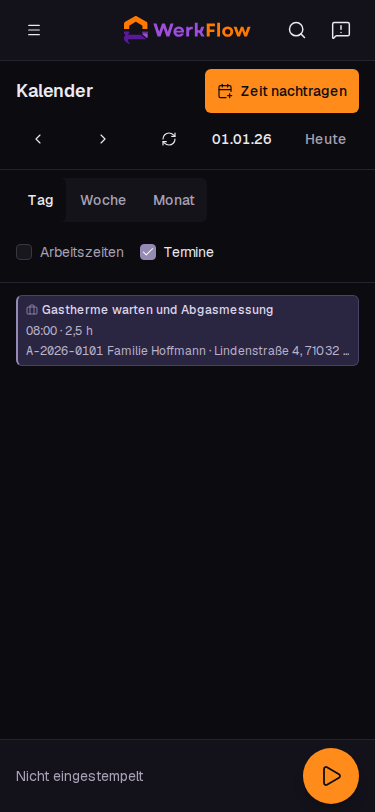 WerkFlow
Kalender
Zeit nachtragen
01.01.26
Heute
Tag
Woche
Monat
Arbeitszeiten
Termine
Gastherme warten und Abgasmessung
08:00 · 2,5 h
A-2026-0101 Familie Hoffmann · Lindenstraße 4, 71032 …
Nicht eingestempelt